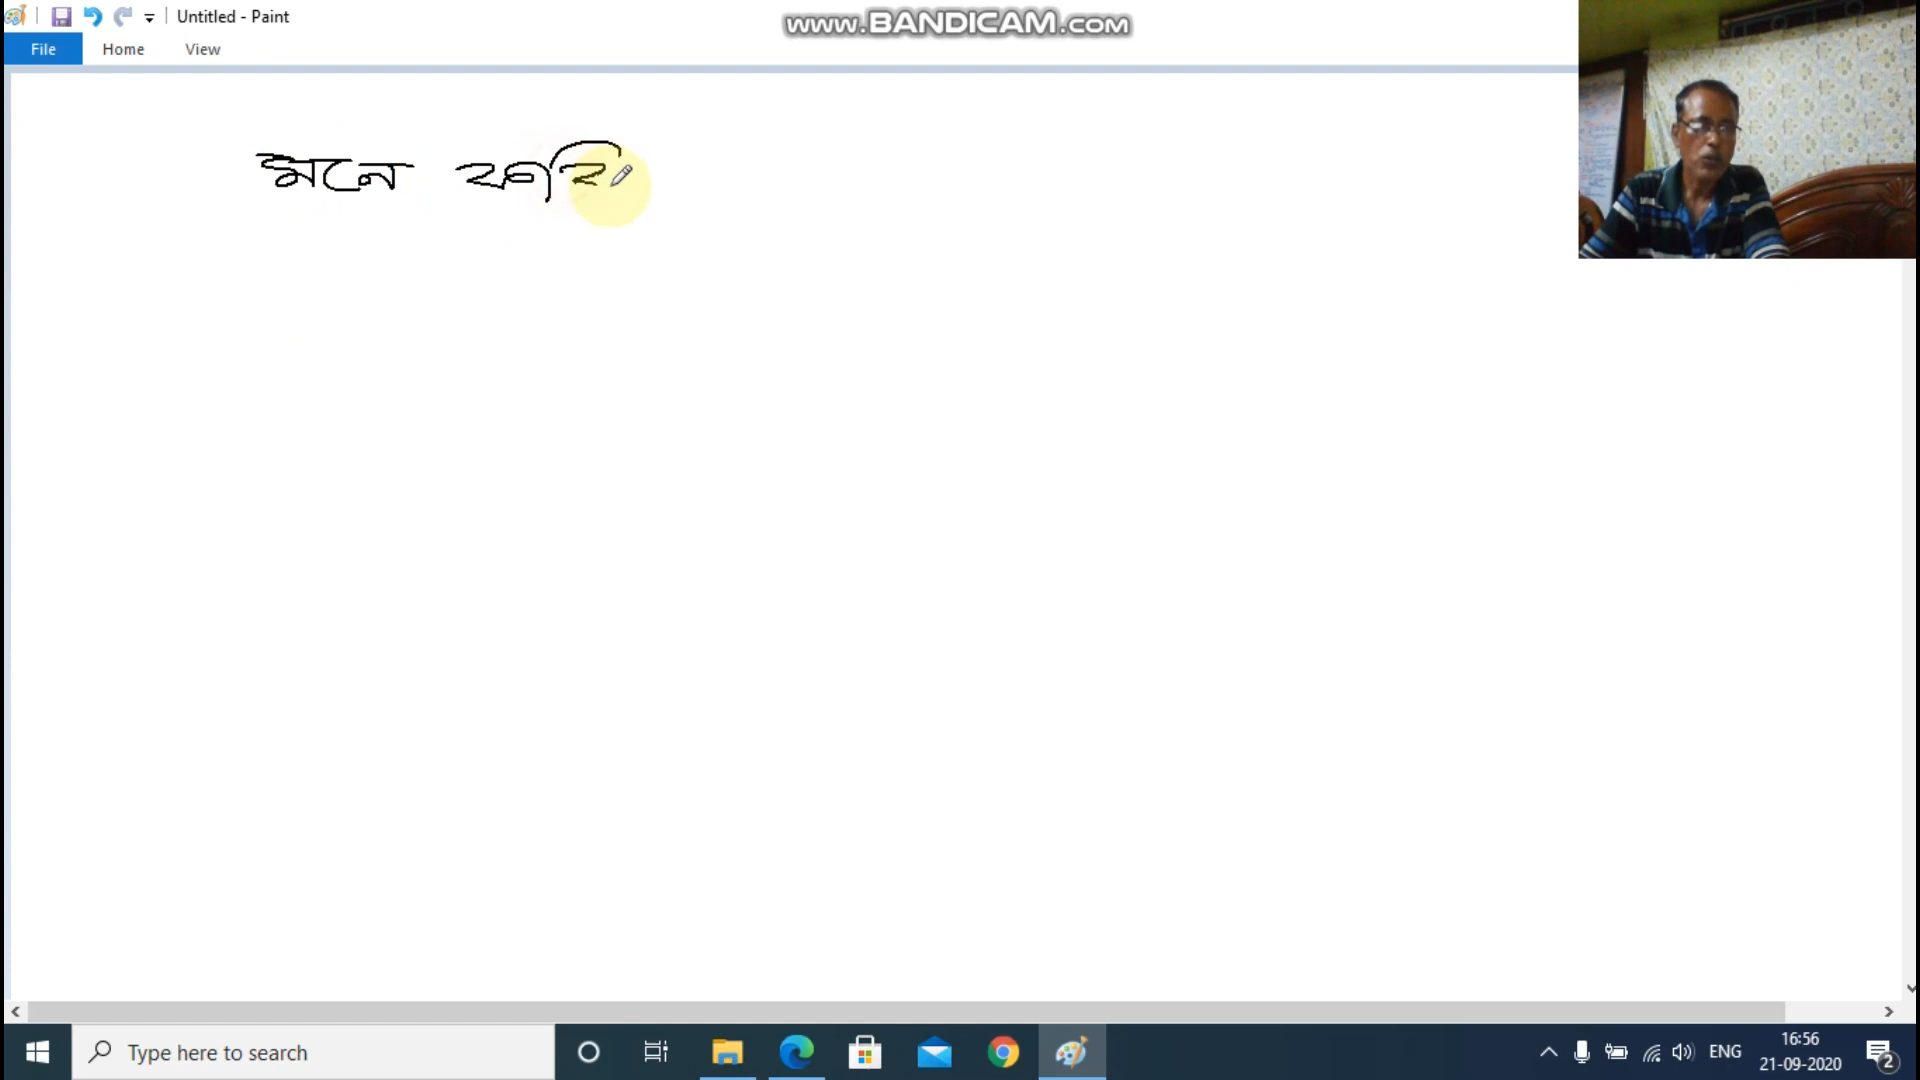 Untitled - Paint
www.BANDICAM.com
File Home View
মনে
Type here to search
ENG
16:56
21-09-2020
2